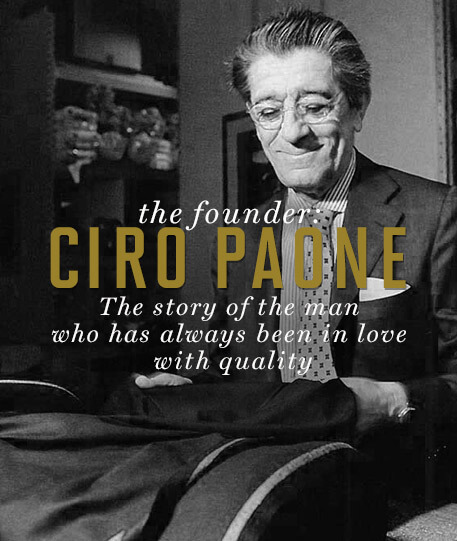 the founder:
CIRO PAONE
The story of the man
who has always been in love
with quality